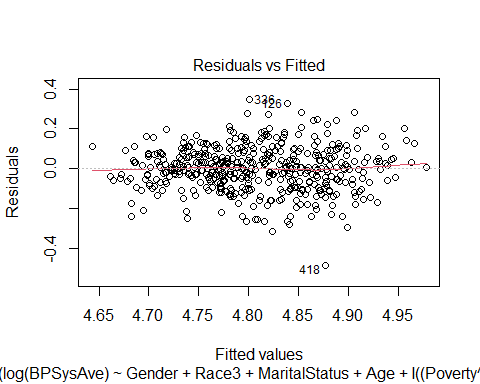 Residuals vs Fitted
Residuals
0.4
0.2
0.0
-0.4
336
126
418
4.65 4.70 4.75 4.80 4.85 4.90 4.95
Fitted values
(log(BPSysAve) ~ Gender + Race3 + MaritalStatus + Age + I((Poverty^